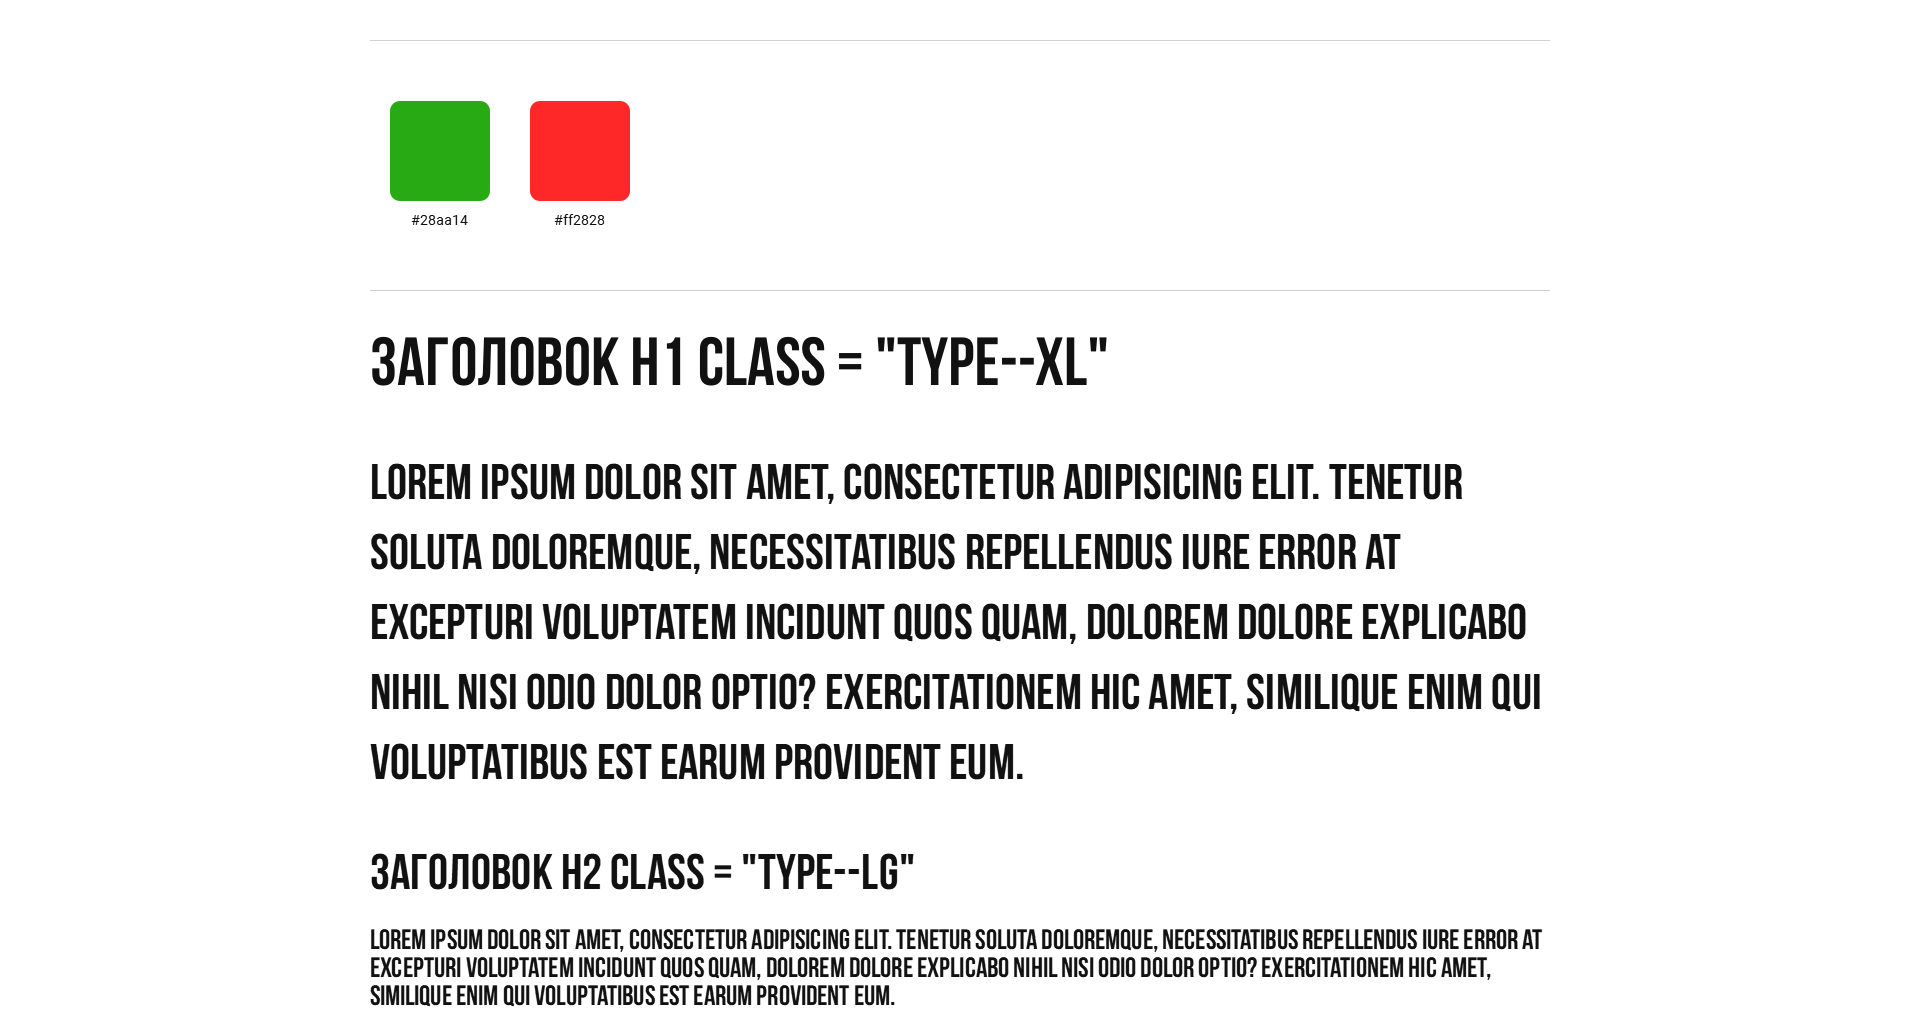 #28aa14 #ff2828
ЗАГОЛОВОК H1 CLASS = "TYPE--XL"
LOREM IPSUM DOLOR SIT AMET, CONSECTETUR ADIPISICING ELIT. TENETUR
SOLUTA DOLOREMQUE, NECESSITATIBUS REPELLENDUS IURE ERROR AT
EXCEPTURI VOLUPTATEM INCIDUNT QUOS QUAM, DOLOREM DOLORE EXPLICABO
NIHIL NISI ODIO DOLOR OPTIO? EXERCITATIONEM HIC AMET, SIMILIQUE ENIM QUI
VOLUPTATIBUS EST EARUM PROVIDENT EUM.
ЗАГОЛОВОК H2 CLASS = "TYPE--LG"
LOREM IPSUM DOLOR SIT AMET, CONSECTETUR ADIPISICING ELIT. TENETUR SOLUTA DOLOREMQUE, NECESSITATIBUS REPELLENDUS IURE ERROR AT
EXCEPTURI VOLUPTATEM INCIDUNT QUOS QUAM, DOLOREM DOLORE EXPLICABO NIHIL NISI ODIO DOLOR OPTIO? EXERCITATIONEM HIC AMET,
SIMILIQUE ENIM QUI VOLUPTATIBUS EST EARUM PROVIDENT EUM.